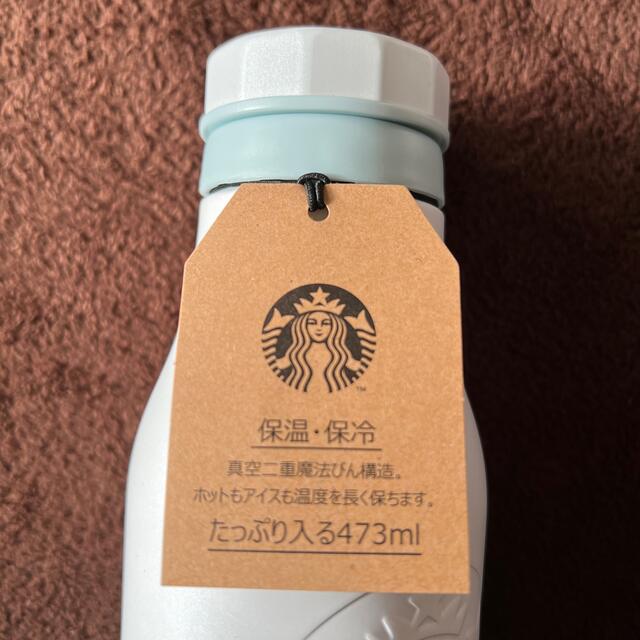 保温・保冷
真空二重魔法びん構造。
ホットもアイスも温度を長く保ちます。
たっぷり入る473ml